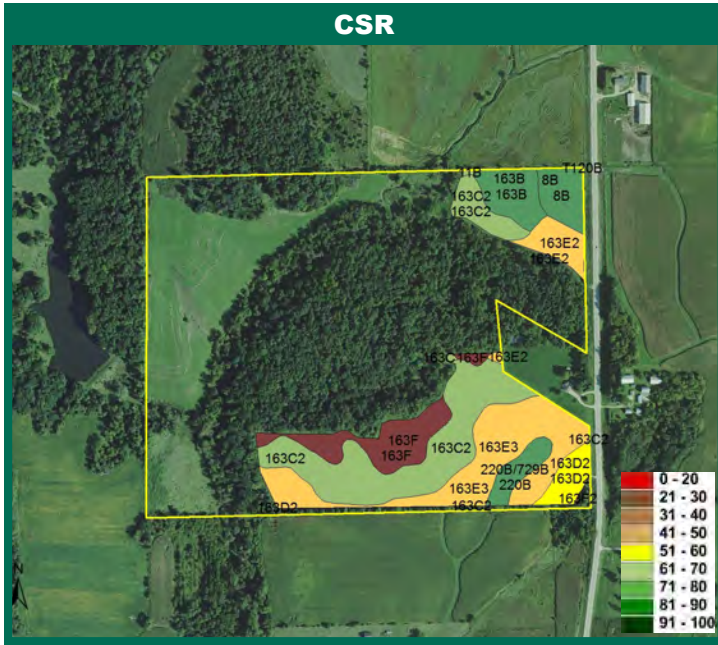 CSR
11B
T120B
163B
8B
163C2
163B
8B
163C2
163E2
163E2
163C
163F
163E2
163C2
163F
163C2
163E3
163C2
163F
163D2
220B/729B
163D2
163E3
220B
163D2
163C2
163F2
0 - 20
21 - 30
31 - 40
41 - 50
51 - 60
61 - 70
71 - 80
81 - 90
91 - 100
N